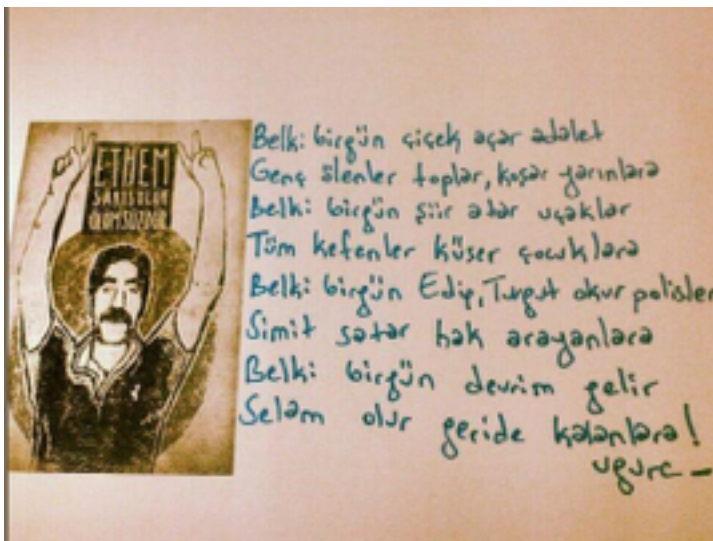 ETHEM
SARISÜLÜK
ÖLÜMSÜZDÜR
Belki birgün çiçek açar adalet
Genç ölenler toplar, koşar yarınlara
Belki birgün şiir atar uçaklar
Tüm kefenler küser çocuklara
Belki birgün Edip, Turgut okur polisler
Simit satar hak arayanlara
Belki birgün devrim gelir
Selam olur geride kalanlara!
ugurc